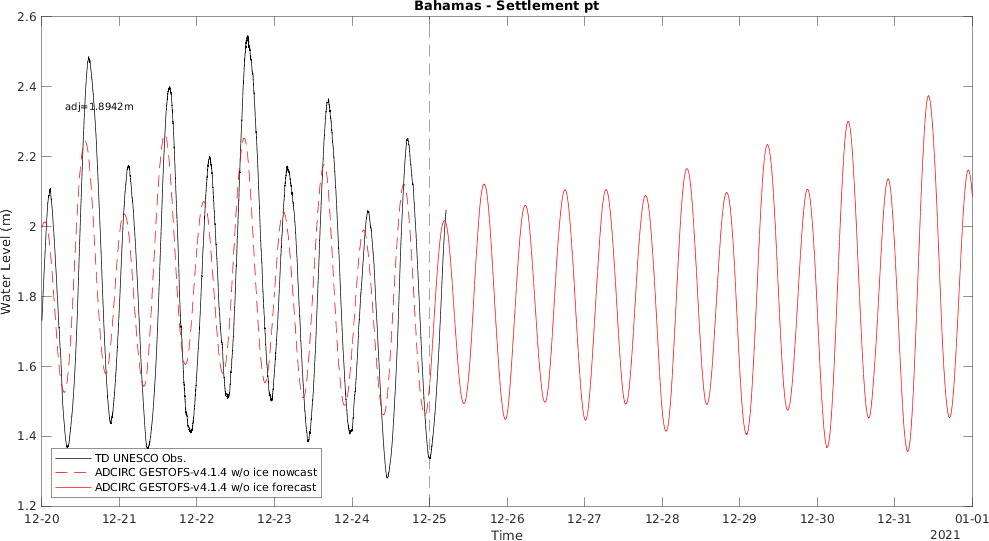 Bahamas - Settlement pt
2.6
2.4
2.2
2
1.8
1.6
1.4
1.2
Water Level (m)
adj=1.8942m
TD UNESCO Obs.
ADCIRC GESTOFS-v4.1.4 w/o ice nowcast
ADCIRC GESTOFS-v4.1.4 w/o ice forecast
12-20 12-21 12-22 12-23 12-24 12-25 12-26 12-27 12-28 12-29 12-30 12-31 01-01
Time
2021